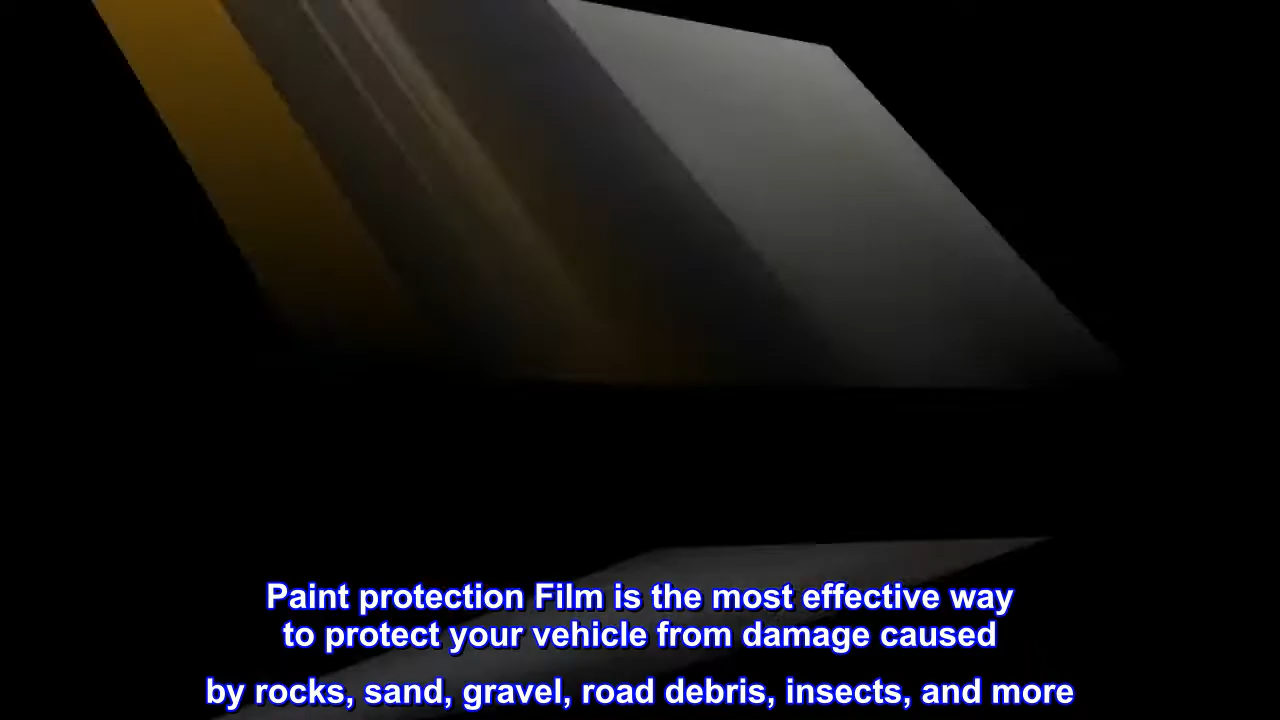 Paint protection Film is the most effective way
to protect your vehicle from damage caused
by rocks, sand, gravel, road debris, insects, and more